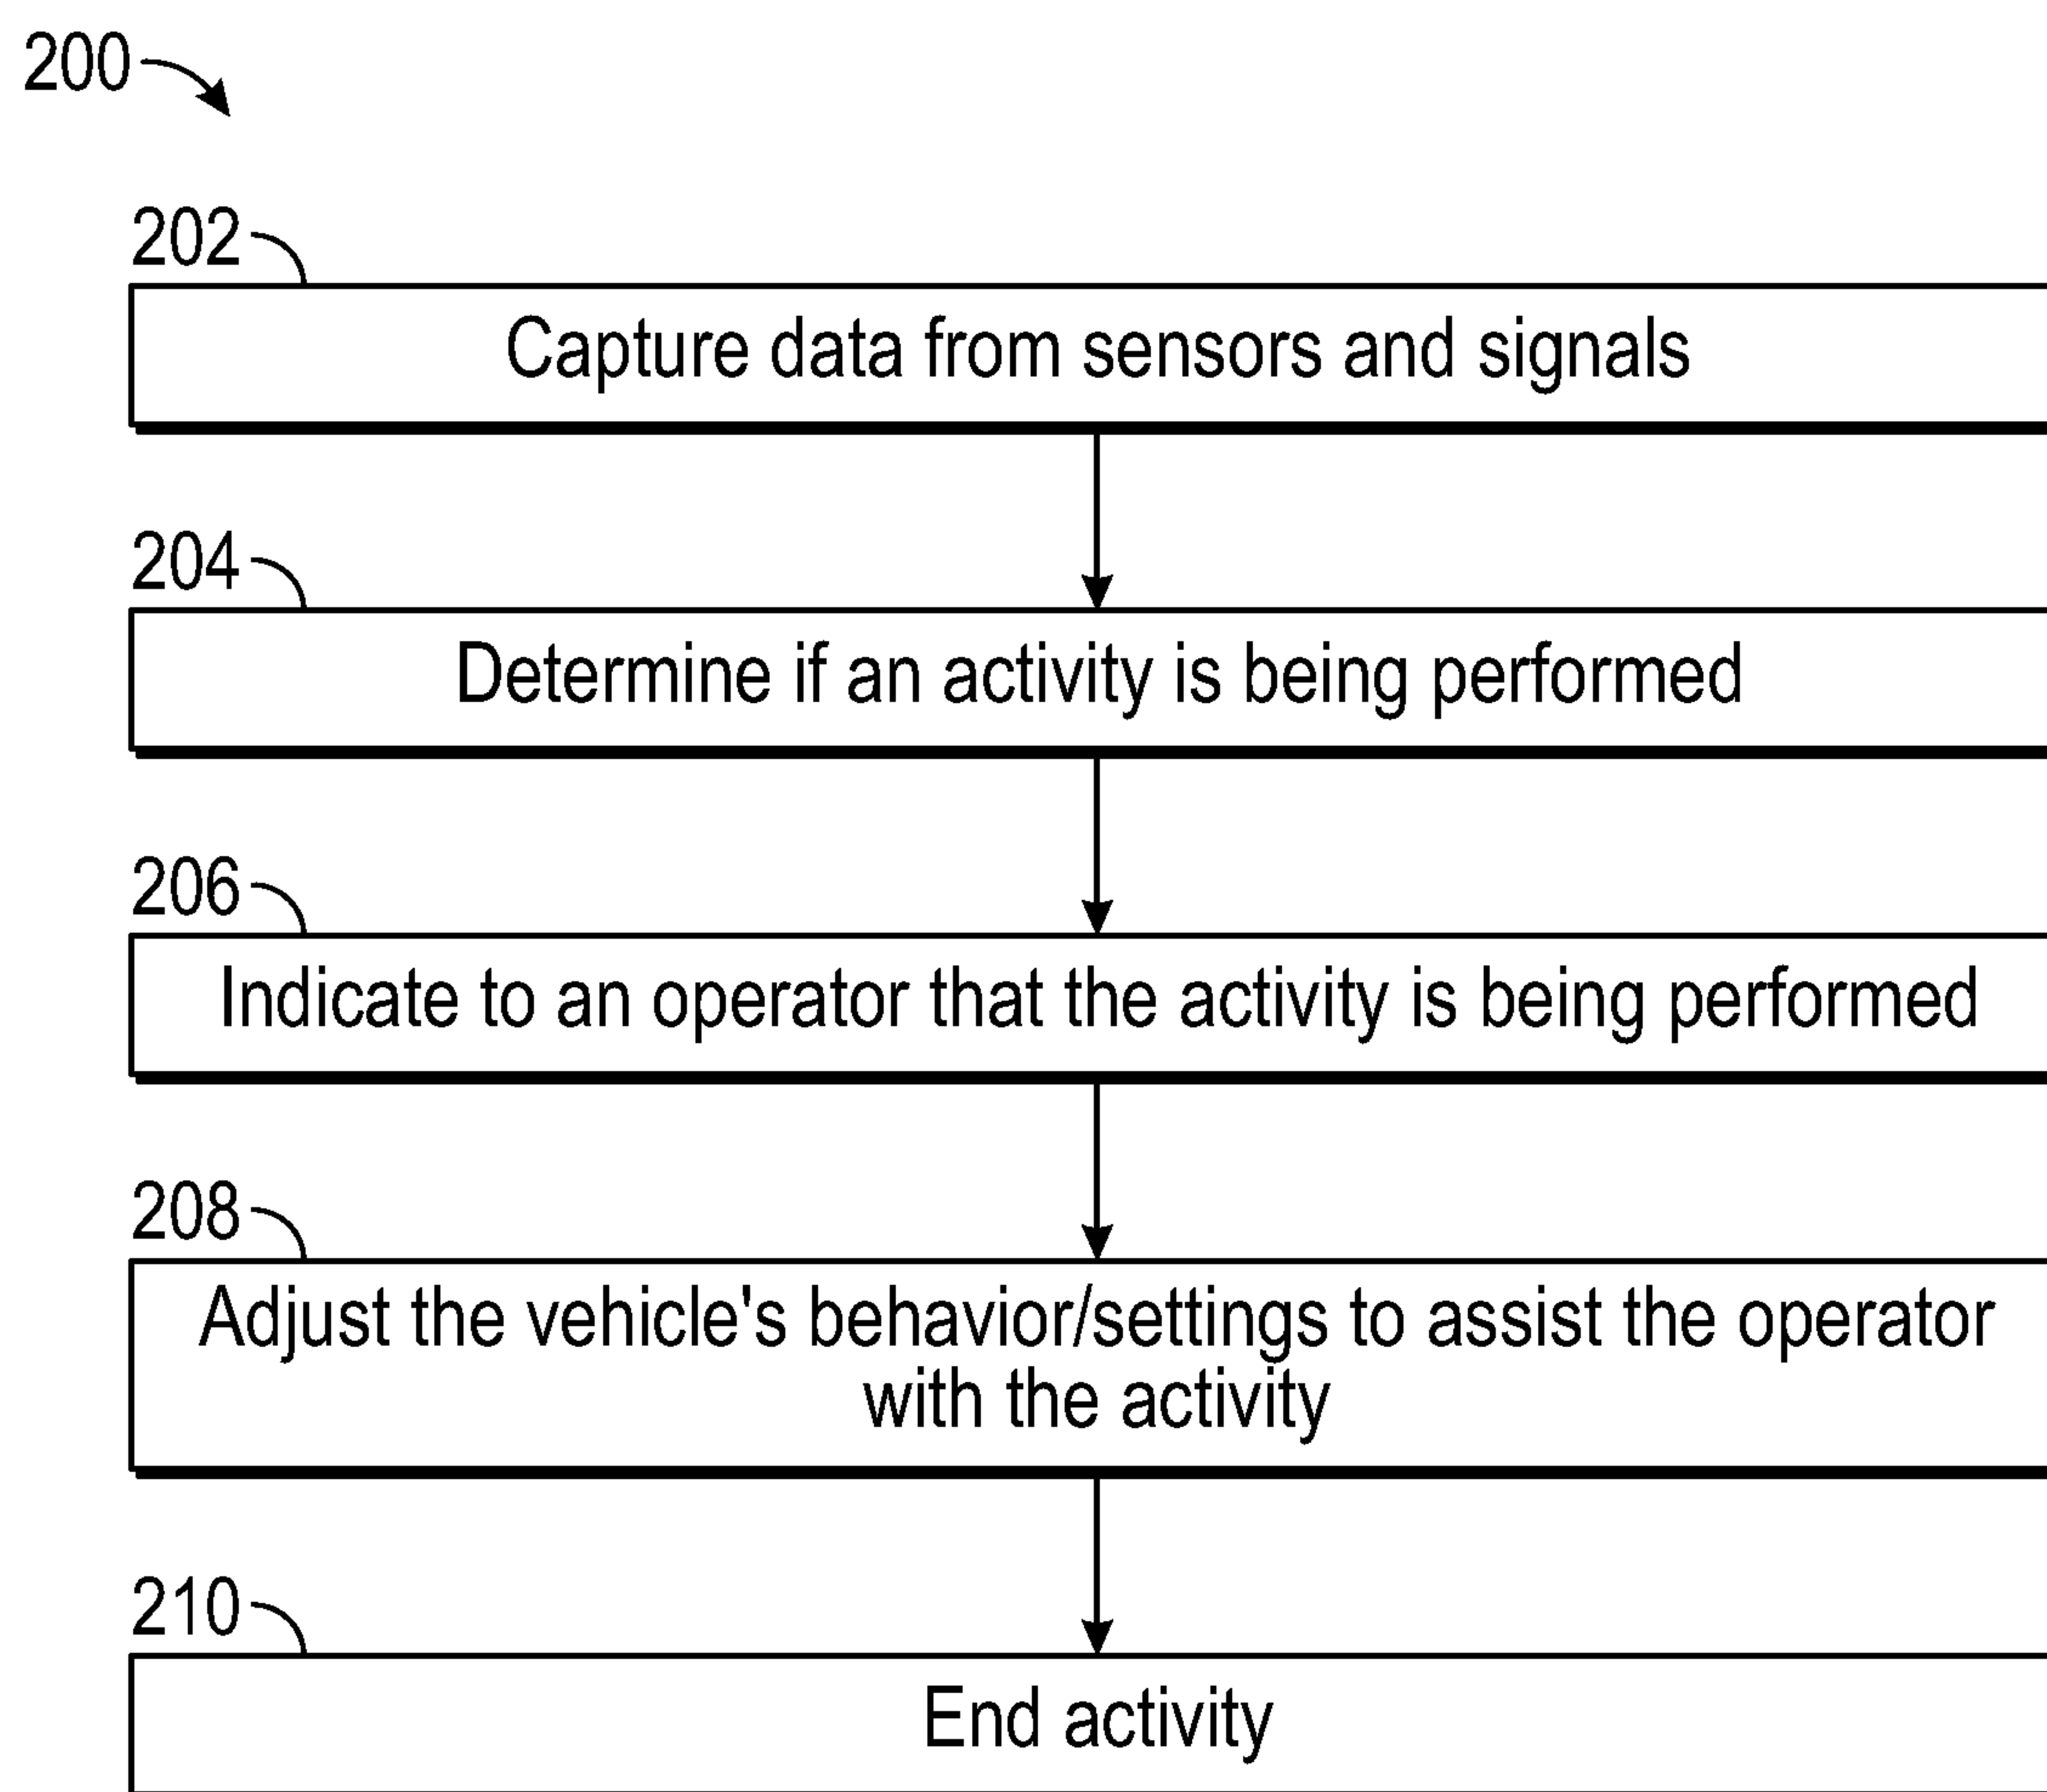 200
202
Capture data from sensors and signals
204
Determine if an activity is being performed
206
Indicate to an operator that the activity is being performed
208
Adjust the vehicle's behavior/settings to assist the operator
with the activity
210
End activity